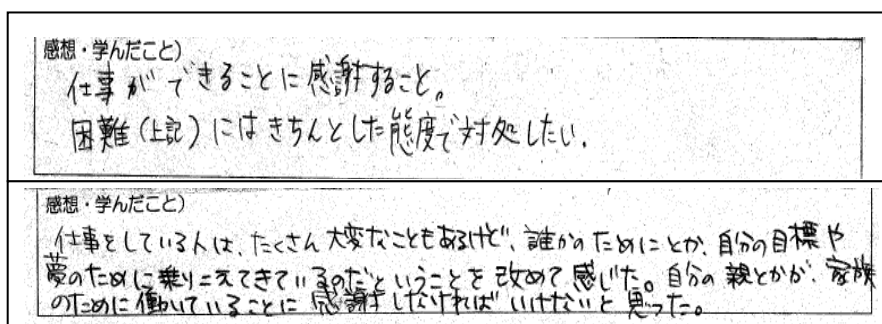 感想・学んだこと)
仕事ができることに感謝すること。
困難(上記)にはきちんとした態度で対処したい.
感想・学んだこと)
仕事をしている人は、たくさん大変なこともあるけど、誰かのためにとか、自分の目標や
夢のために乗りこえてきているのだということを改めて感じた。自分の親とかが、家族
のために働いていることに感謝しなければいけないと思った。